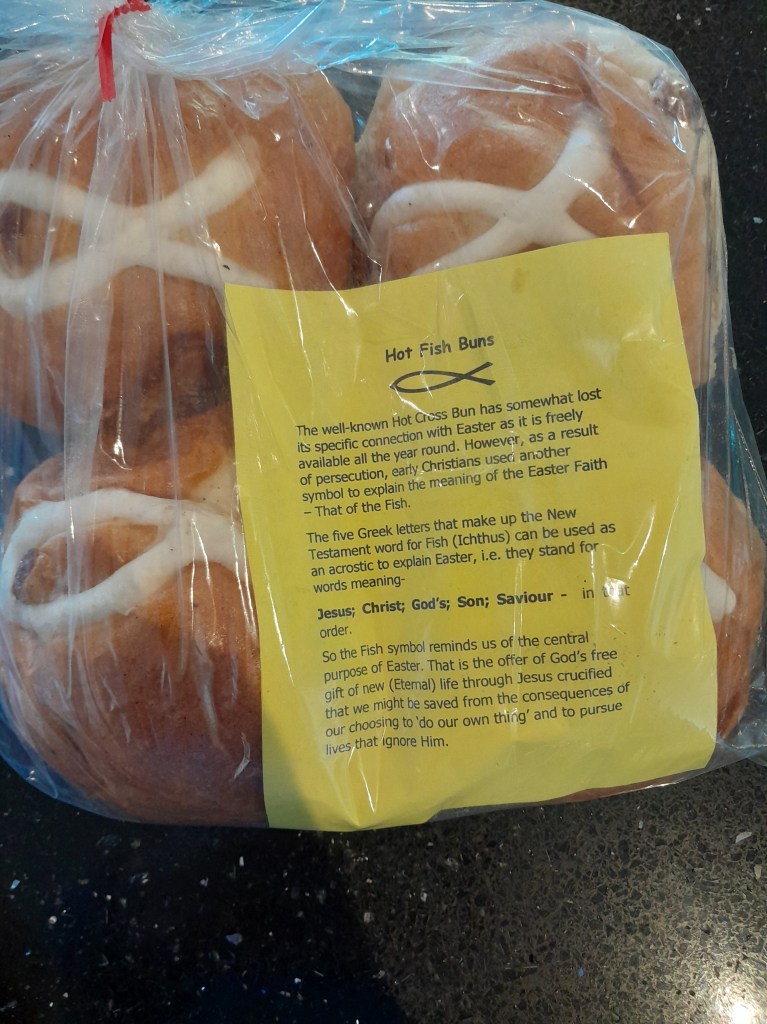 Hot Fish Buns
The well-known Hot Cross Bun has somewhat lost
its specific connection with Easter as it is freely
available all the year round. However, as a result
of persecution, early Christians used another
symbol to explain the meaning of the Easter Faith
– That of the Fish.
The five Greek letters that make up the New
Testament word for Fish (Ichthus) can be used as
an acrostic to explain Easter, i.e. they stand for
words meaning-
Jesus; Christ; God's; Son; Saviour - in that
order.
So the Fish symbol reminds us of the central
purpose of Easter. That is the offer of God's free
gift of new (Eternal) life through Jesus crucified
that we might be saved from the consequences of
our choosing to 'do our own thing' and to pursue
lives that ignore Him.